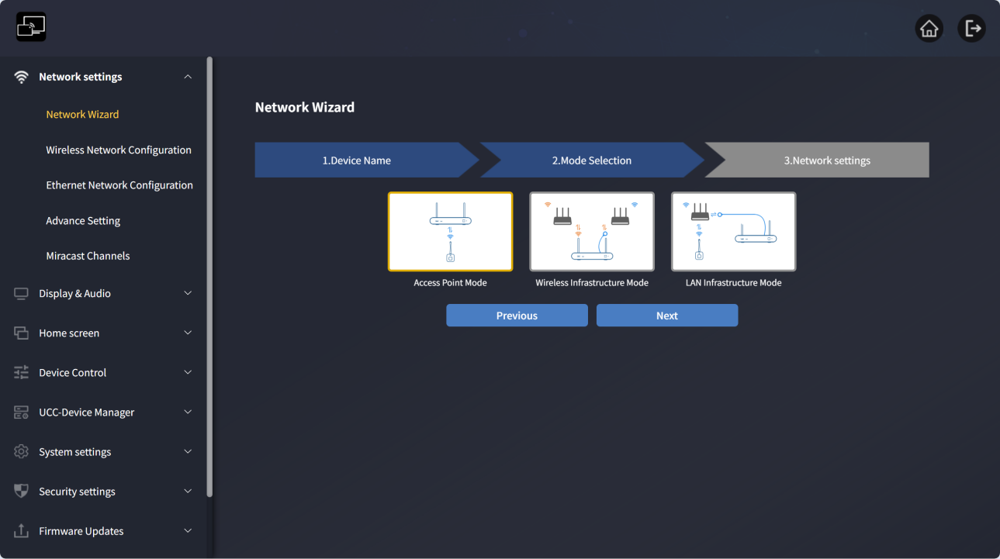 Network settings
Network Wizard
Wireless Network Configuration
Ethernet Network Configuration
Advance Setting
Miracast Channels
Display & Audio
Home screen
Device Control
UCC-Device Manager
System settings
Security settings
Firmware Updates
Network Wizard
1.Device Name
2.Mode Selection
3.Network settings
Access Point Mode
Wireless Infrastructure Mode
LAN Infrastructure Mode
Previous
Next